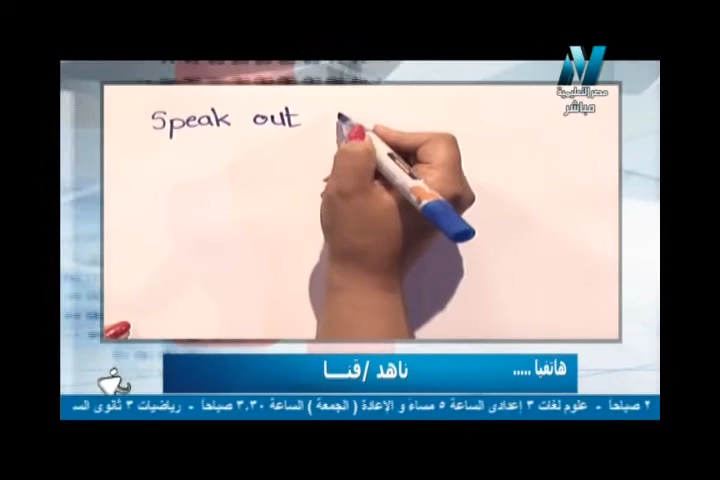 مصر التعليمية
مباشر
Speak out
هاتفيا .....
ناهد / قنـــا
٢ صباحاً - علوم لغات ٣ إعدادى الساعة ٥ مساءً و الإعادة ( الجمعة ) الساعة ٣.٣٠ صباحاً - رياضيات ٣ ثانوى الس